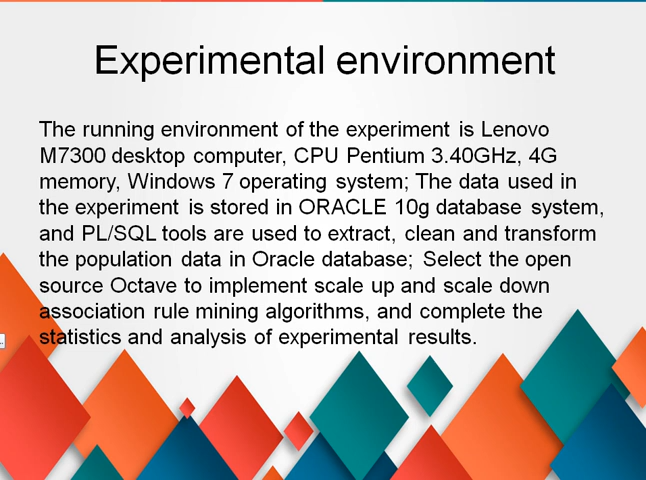 Experimental environment
The running environment of the experiment is Lenovo
M7300 desktop computer, CPU Pentium 3.40GHz, 4G
memory, Windows 7 operating system; The data used in
the experiment is stored in ORACLE 10g database system,
and PL/SQL tools are used to extract, clean and transform
the population data in Oracle database; Select the open
source Octave to implement scale up and scale down
association rule mining algorithms, and complete the
statistics and analysis of experimental results.